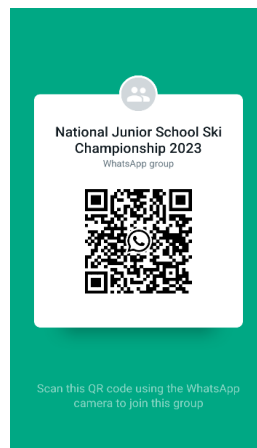 National Junior School Ski
Championship 2023
WhatsApp group
Scan this QR code using the WhatsApp
camera to join this group